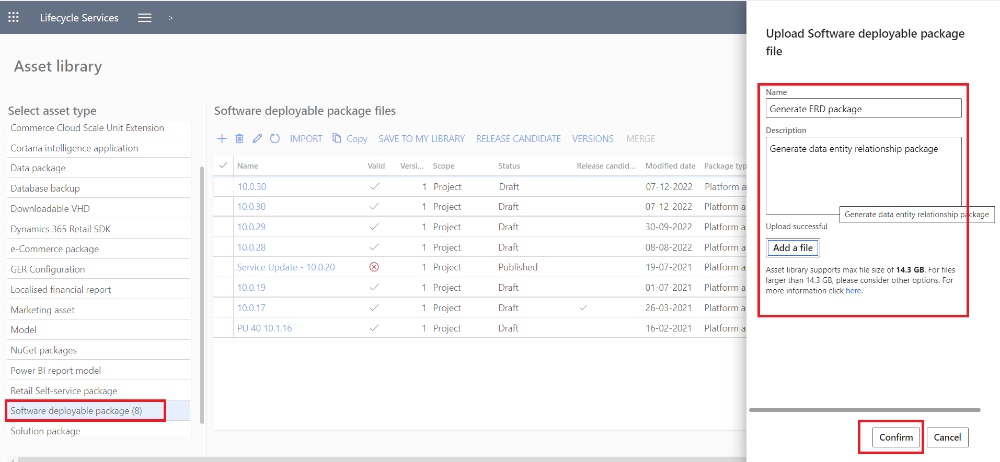 Lifecycle Services >
Asset library
Select asset type
Commerce Cloud Scale Unit Extension
Cortana intelligence application
Data package
Database backup
Downloadable VHD
Dynamics 365 Retail SDK
e-Commerce package
GER Configuration
Localised financial report
Marketing asset
Model
NuGet packages
Power BI report model
Retail Self-service package
Software deployable package (8)
Solution package
Software deployable package files
IMPORT Copy SAVE TO MY LIBRARY RELEASE CANDIDATE VERSIONS MERGE
Name Valid Versi... Scope Status Release candid... Modified date Package typ
10.0.30 1 Project Draft 07-12-2022 Platform a
10.0.30 1 Project Draft 07-12-2022 Platform a
10.0.29 1 Project Draft 30-09-2022 Platform a
10.0.28 1 Project Draft 08-08-2022 Platform a
Service Update - 10.0.20 1 Project Published 19-07-2021 Platform a
10.0.19 1 Project Draft 01-07-2021 Platform a
10.0.17 1 Project Draft 26-03-2021 Platform a
PU 40 10.1.16 1 Project Draft 16-02-2021 Platform a
Upload Software deployable package
file
Name
Generate ERD package
Description
Generate data entity relationship package
Generate data entity relationship package
Upload successful
Add a file
Asset library supports max file size of 14.3 GB. For files
larger than 14.3 GB, please consider other options. For
more information click here.
Confirm Cancel